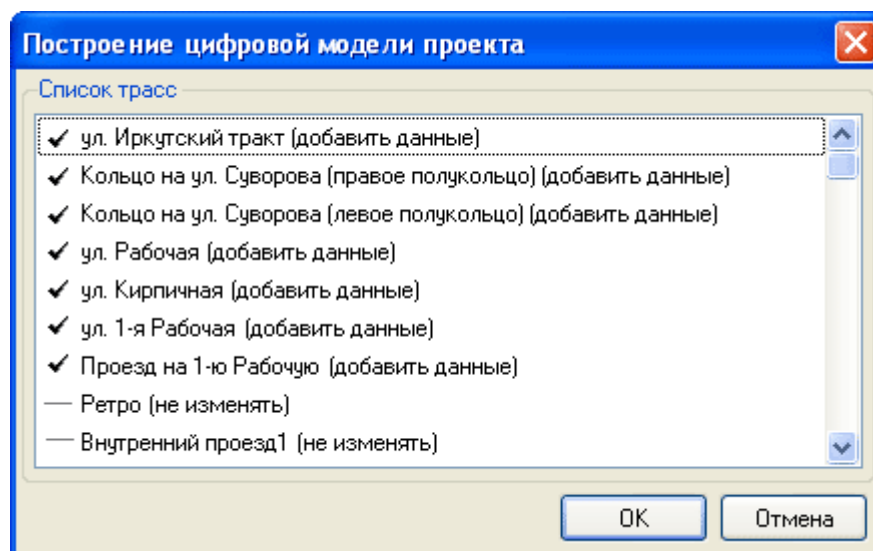 Построение цифровой модели проекта
Список трасс
ул. Иркутский тракт (добавить данные)
Кольцо на ул. Суворова (правое полукольцо) (добавить данные)
Кольцо на ул. Суворова (левое полукольцо) (добавить данные)
ул. Рабочая (добавить данные)
ул. Кирпичная (добавить данные)
ул. 1-я Рабочая (добавить данные)
Проезд на 1-ю Рабочую (добавить данные)
Ретро (не изменять)
Внутренний проезд1 (не изменять)
OK Отмена